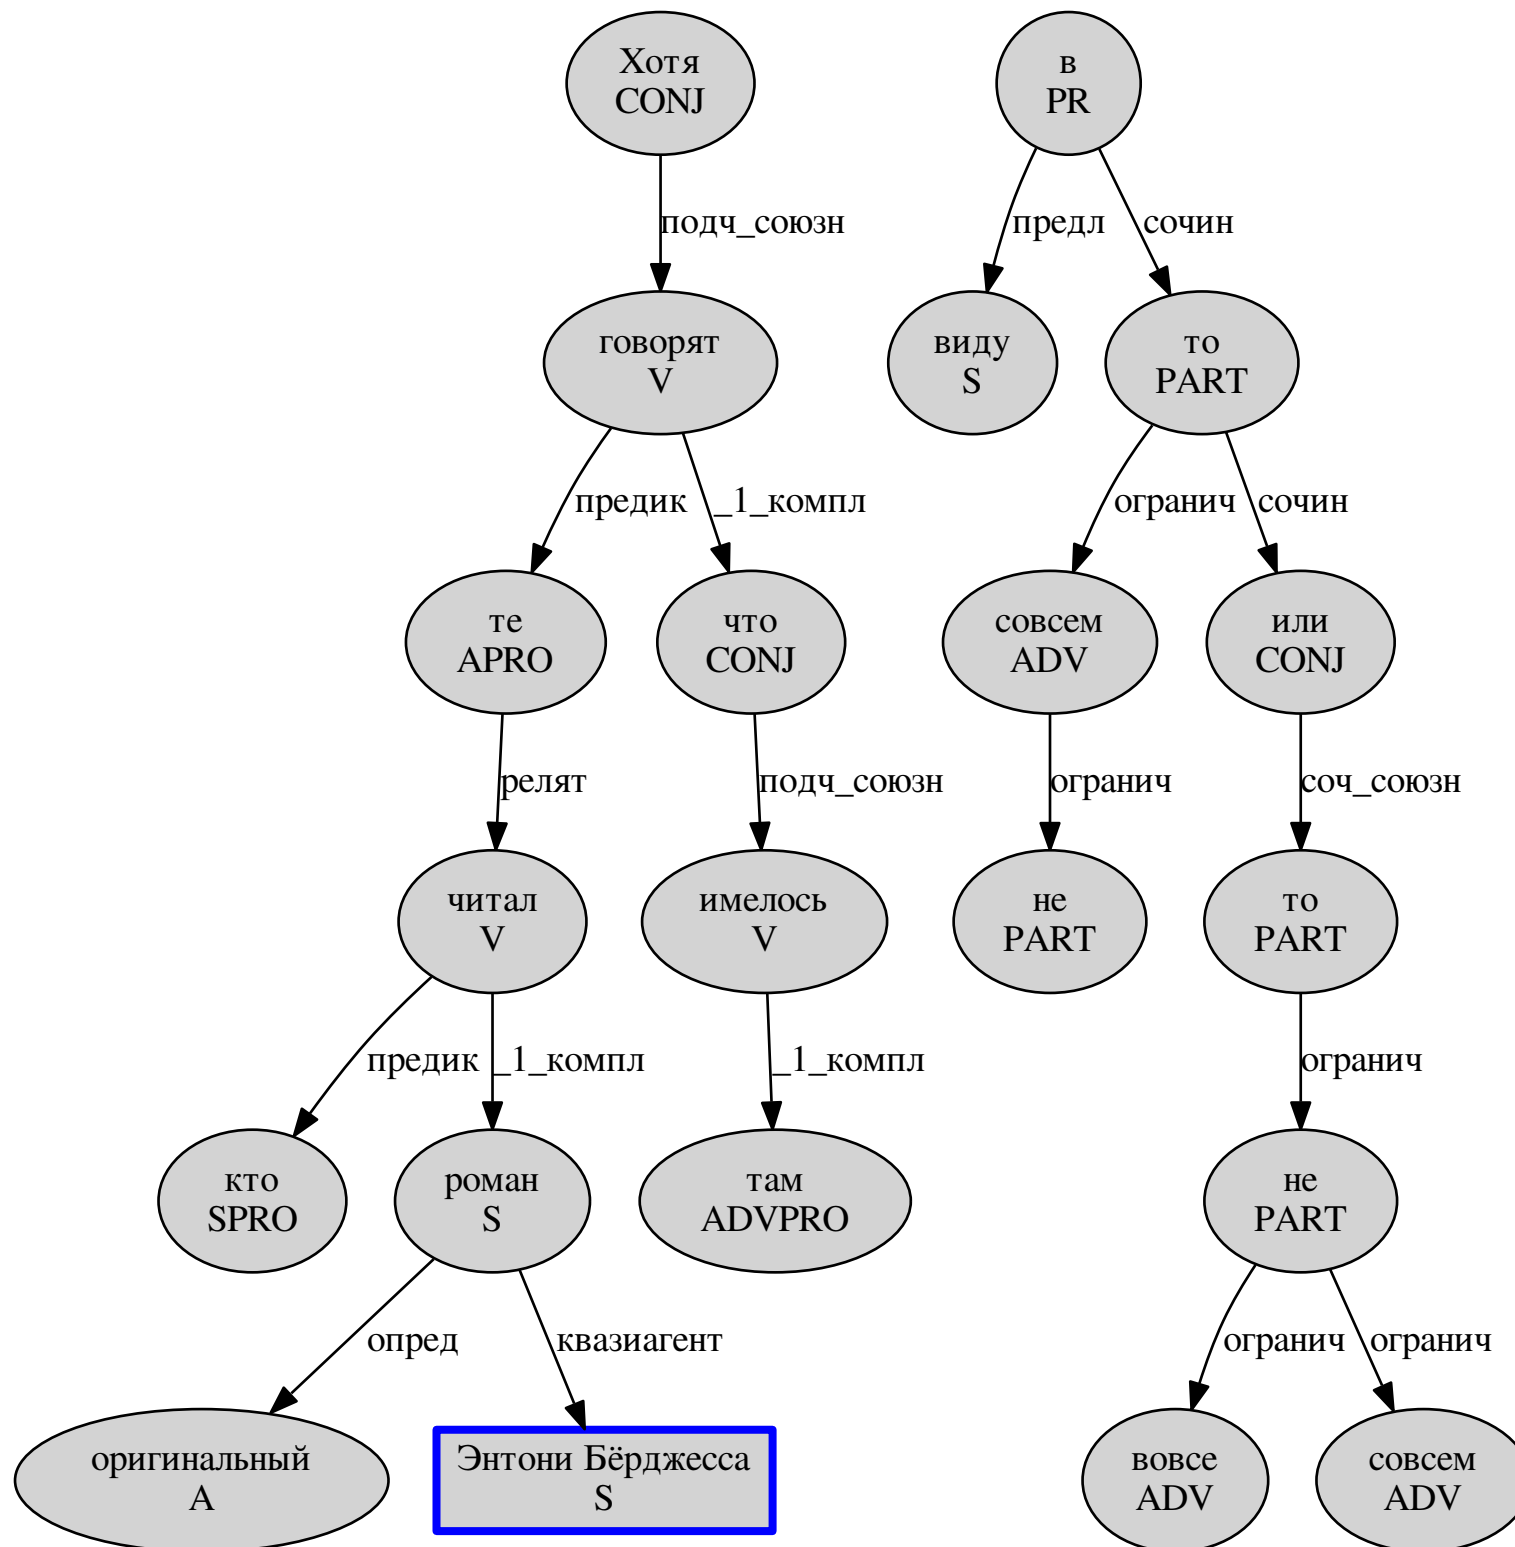 Хотя
CONJ
в
PR
подч_союзн
предл
сочин
говорят
V
виду
S
то
PART
предик
_1_компл
огранич
сочин
те
APRO
что
CONJ
совсем
ADV
или
CONJ
релят
подч_союзн
огранич
соч_союзн
читал
V
имелось
V
не
PART
то
PART
предик
_1_компл
_1_компл
огранич
кто
SPRO
роман
S
там
ADVPRO
не
PART
опред
квазиагент
огранич
огранич
оригинальный
A
Энтони Бёрджесса
S
вовсе
ADV
совсем
ADV